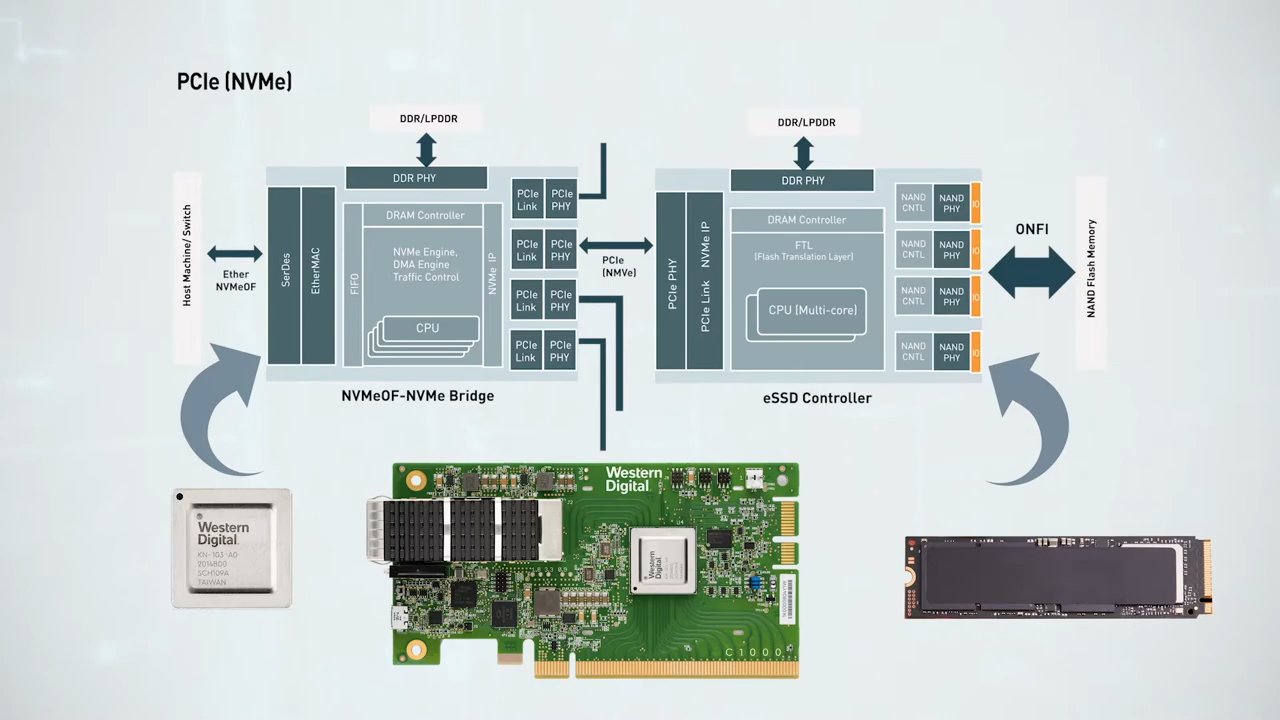 PCIe (NVMe)
DDR/LPDDR
DDR PHY
Host Machine/ Switch
Ether
NVMeOF
SerDes
EtherMAC
FIFO
DRAM Controller
NVMe Engine,
DMA Engine
Traffic Control
CPU
NVMe IP
PCIe
Link
PCIe
PHY
PCIe
Link
PCIe
PHY
PCIe
Link
PCIe
PHY
PCIe
Link
PCIe
PHY
NVMeOF-NVMe Bridge
PCIe
(NMVe)
DDR/LPDDR
DDR PHY
PCIe PHY
PCIe Link NVMe IP
DRAM Controller
FTL
(Flash Translation Layer)
CPU (Multi-core)
NAND
CNTL
NAND
PHY
IO
NAND
CNTL
NAND
PHY
IO
NAND
CNTL
NAND
PHY
IO
NAND
CNTL
NAND
PHY
IO
eSSD Controller
ONFI
NAND Flash Memory
Western
Digital
KN-1G3-A0
2014800
SCH109A
TAIWAN
Western
Digital
Western
Digital
C1000